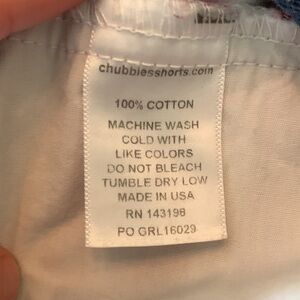 chubbiesshorts.com
100% COTTON
MACHINE WASH
COLD WITH
LIKE COLORS
DO NOT BLEACH
TUMBLE DRY LOW
MADE IN USA
RN 143198
PO GRL16029